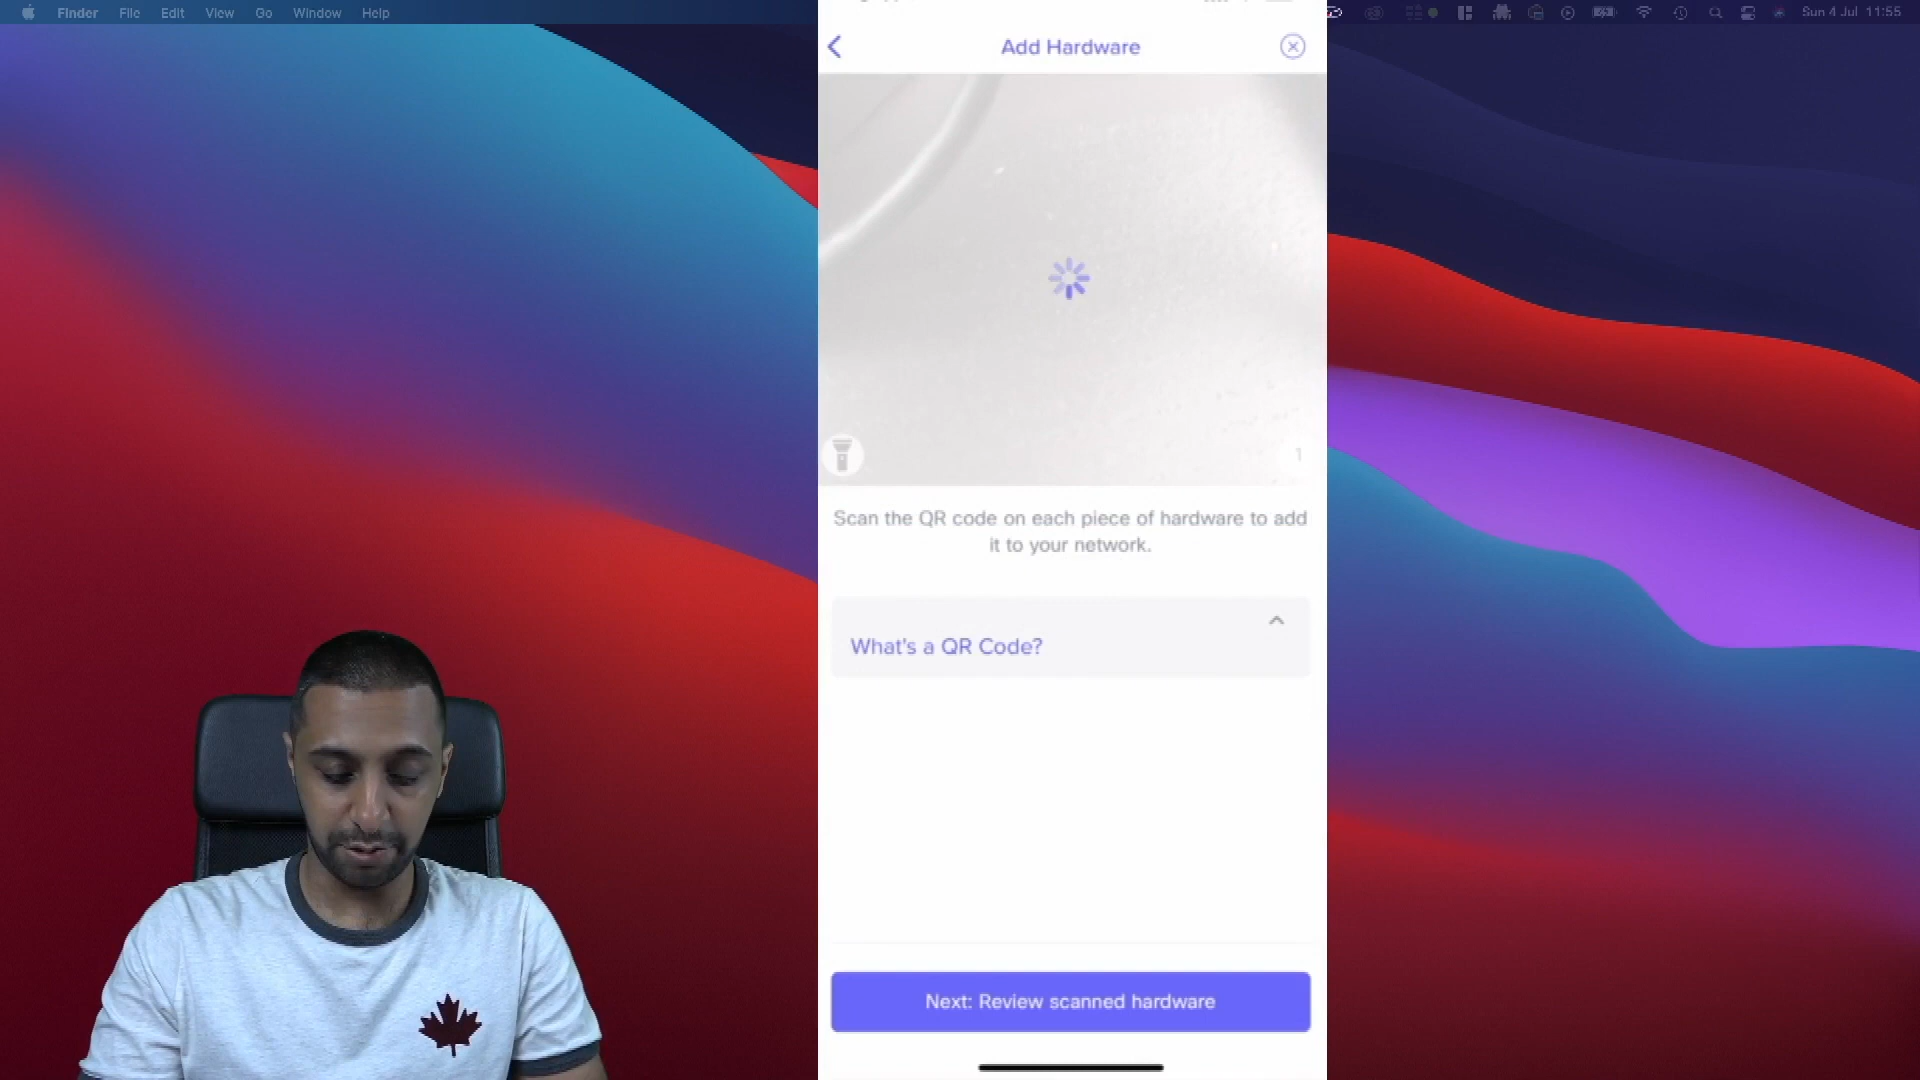 Finder File Edit View Go Window Help
Sun 4 Jul 11:55
Add Hardware
1
Scan the QR code on each piece of hardware to add
it to your network.
What's a QR Code?
Next: Review scanned hardware